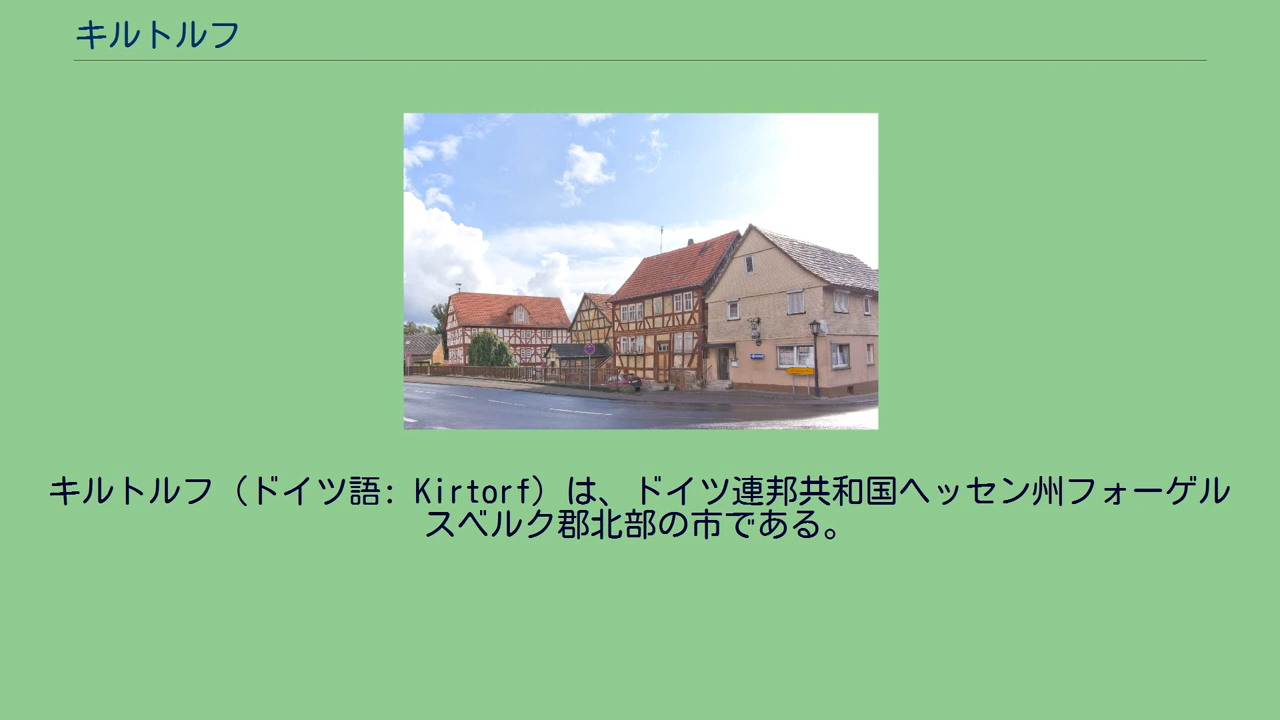 キルトルフ
キルトルフ（ドイツ語: Kirtorf）は、ドイツ連邦共和国ヘッセン州フォーゲル
スベルク郡北部の市である。